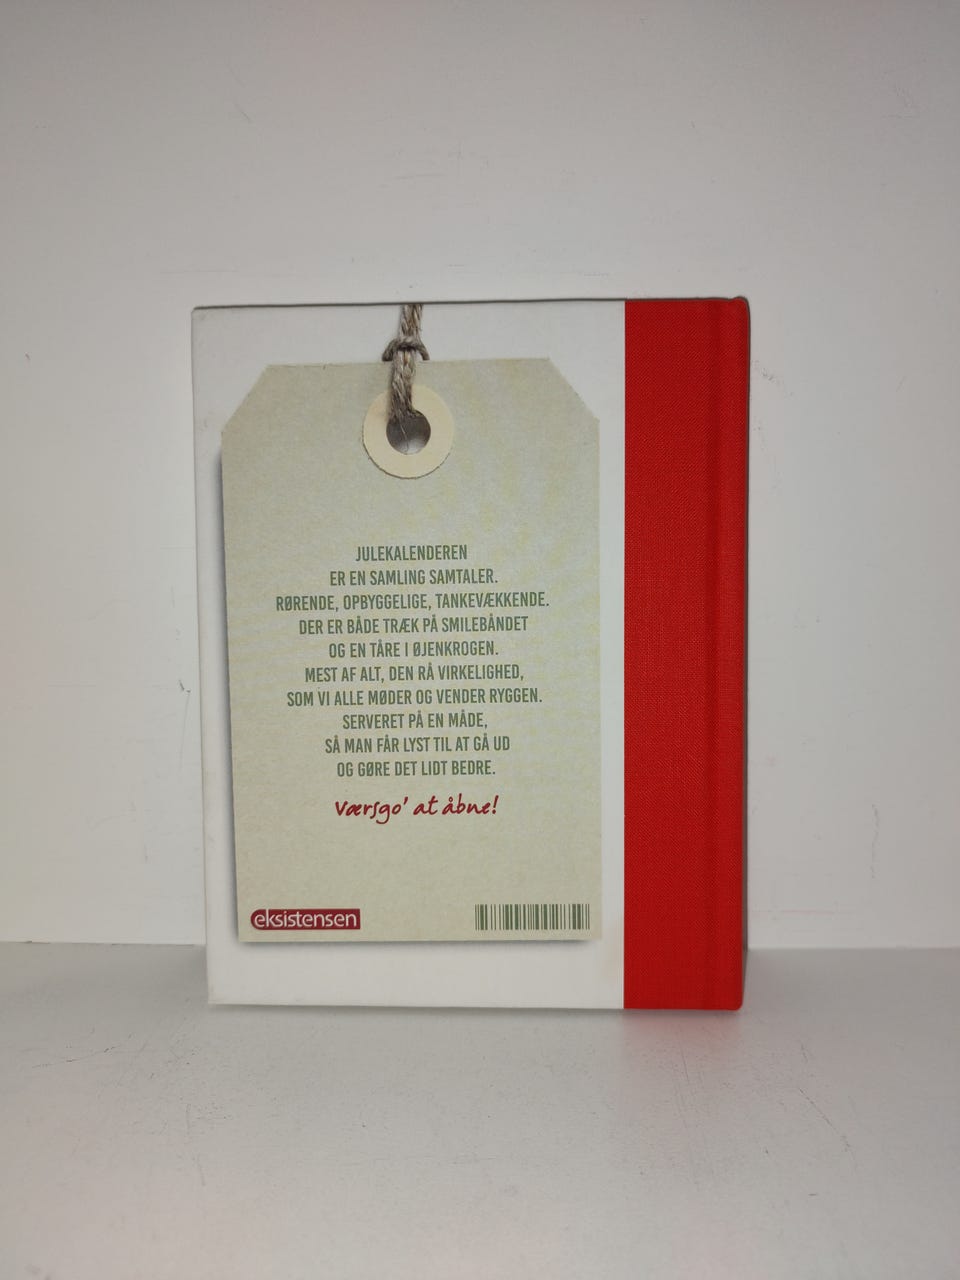 JULEKALENDEREN
ER EN SAMLING SAMTALER.
RØRENDE, OPBYGGELIGE, TANKEVÆKKENDE.
DER ER BÅDE TRÆK PÅ SMILEBÅNDET
OG EN TÅRE I ØJENKROGEN.
MEST AF ALT, DEN RÅ VIRKELIGHED,
SOM VI ALLE MØDER OG VENDER RYGGEN.
SERVERET PÅ EN MÅDE,
SÅ MAN FÅR LYST TIL AT GÅ UD
OG GØRE DET LIDT BEDRE.
Værsgo' at åbne!
eksistensen